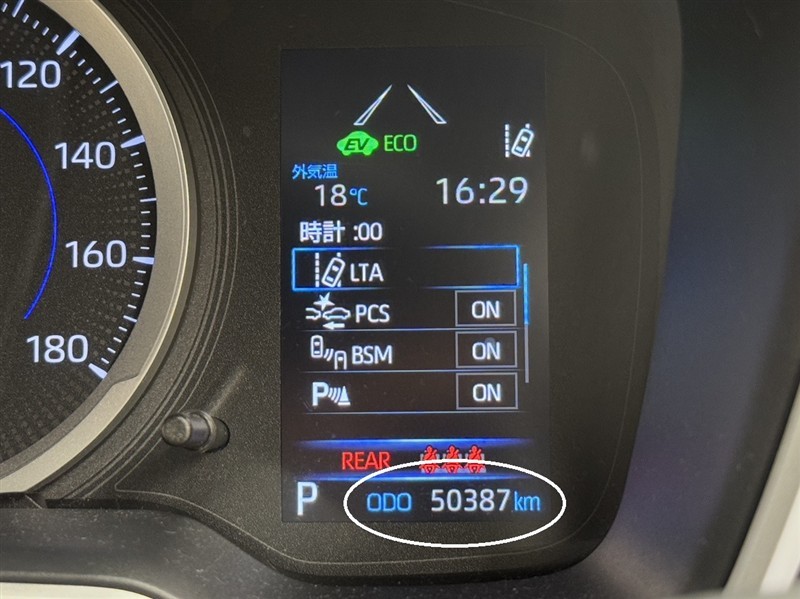 120
140
160
180
EV ECO
外気温
18℃ 16:29
時計 :00
LTA
PCS ON
BSM ON
P ON
REAR
P ODO 50387 km